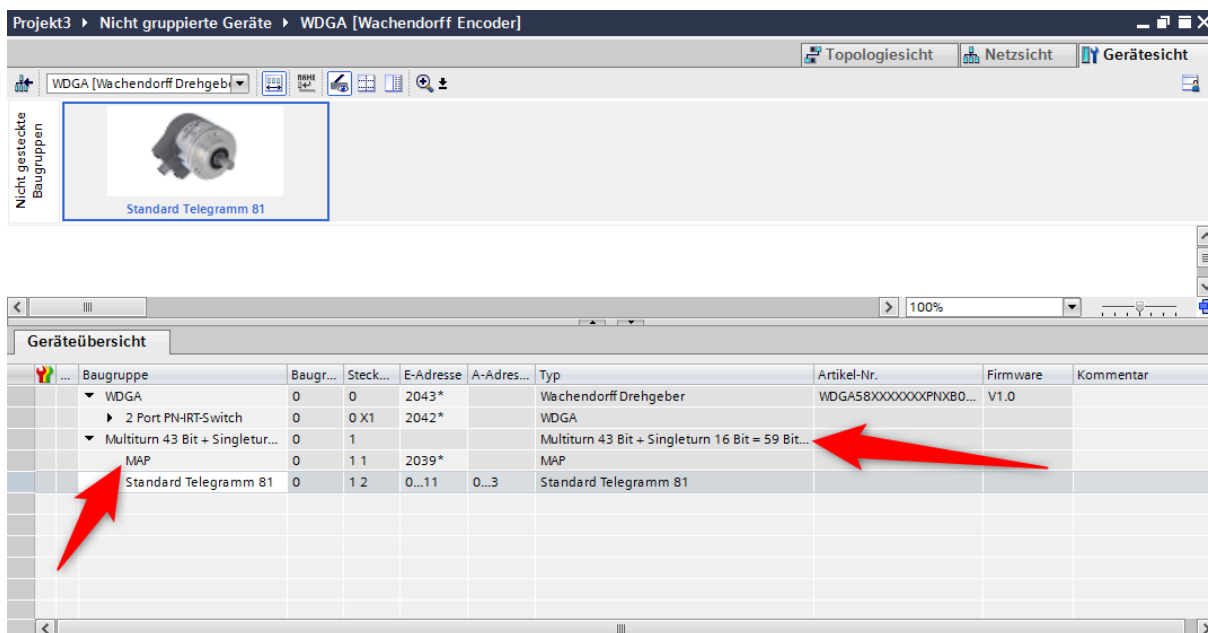 Projekt3 ▸ Nicht gruppierte Geräte ▸ WDGA [Wachendorff Encoder]
Topologiesicht Netzsicht Gerätesicht
WDGA [Wachendorff Drehgeb
Nicht gesteckte
Baugruppen
Standard Telegramm 81
100%
Geräteübersicht
... Baugruppe Baugr... Steck... E-Adresse A-Adres... Typ Artikel-Nr. Firmware Kommentar
WDGA 0 0 2043* Wachendorff Drehgeber WDGA58XXXXXXXPNXB0... V1.0
2 Port PN-IRT-Switch 0 0 X1 2042* WDGA
Multiturn 43 Bit + Singletur... 0 1 Multiturn 43 Bit + Singleturn 16 Bit = 59 Bit...
MAP 0 1 1 2039* MAP
Standard Telegramm 81 0 1 2 0...11 0...3 Standard Telegramm 81